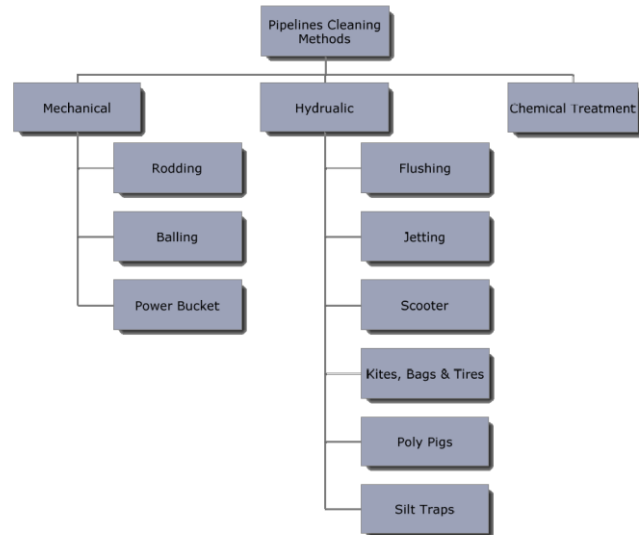 Pipelines Cleaning
Methods
Mechanical
Hydrualic
Chemical Treatment
Rodding
Flushing
Balling
Jetting
Power Bucket
Scooter
Kites, Bags & Tires
Poly Pigs
Silt Traps